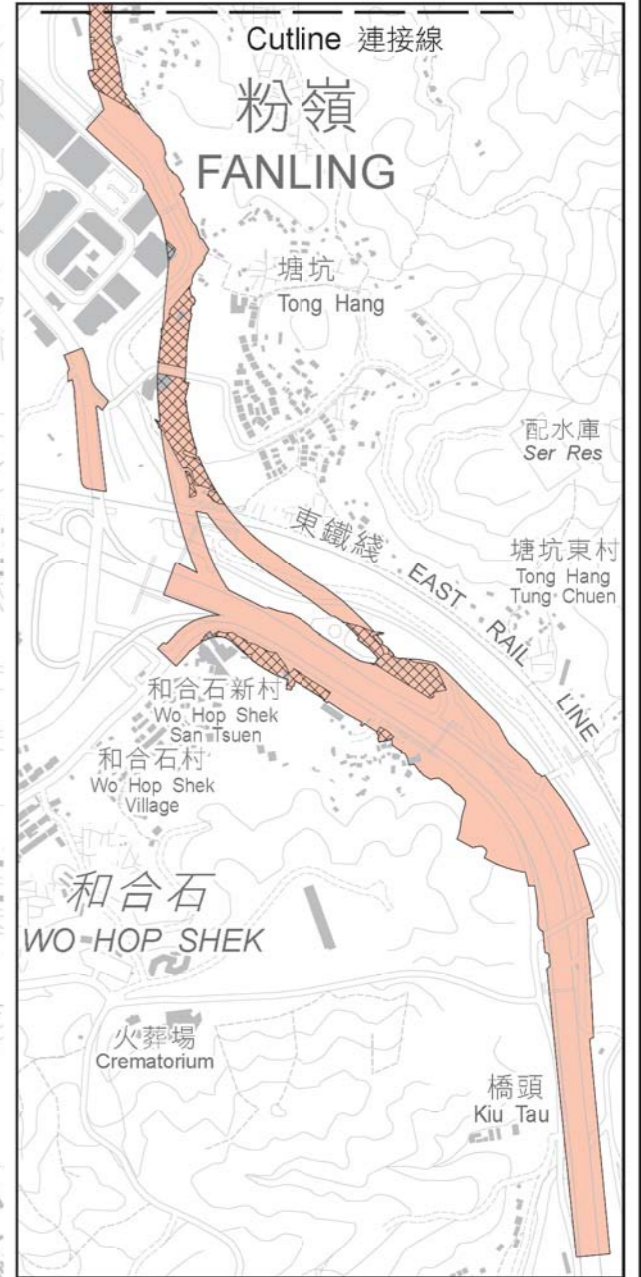 Cutline 連接線
粉嶺
FANLING
塘坑
Tong Hang
配水庫
Ser Res
東鐵綫
EAST RAIL LINE
塘坑東村
Tong Hang
Tung Chuen
和合石新村
Wo Hop Shek
San Tsuen
和合石村
Wo Hop Shek
Village
和合石
WO HOP SHEK
火葬場
Crematorium
橋頭
Kiu Tau